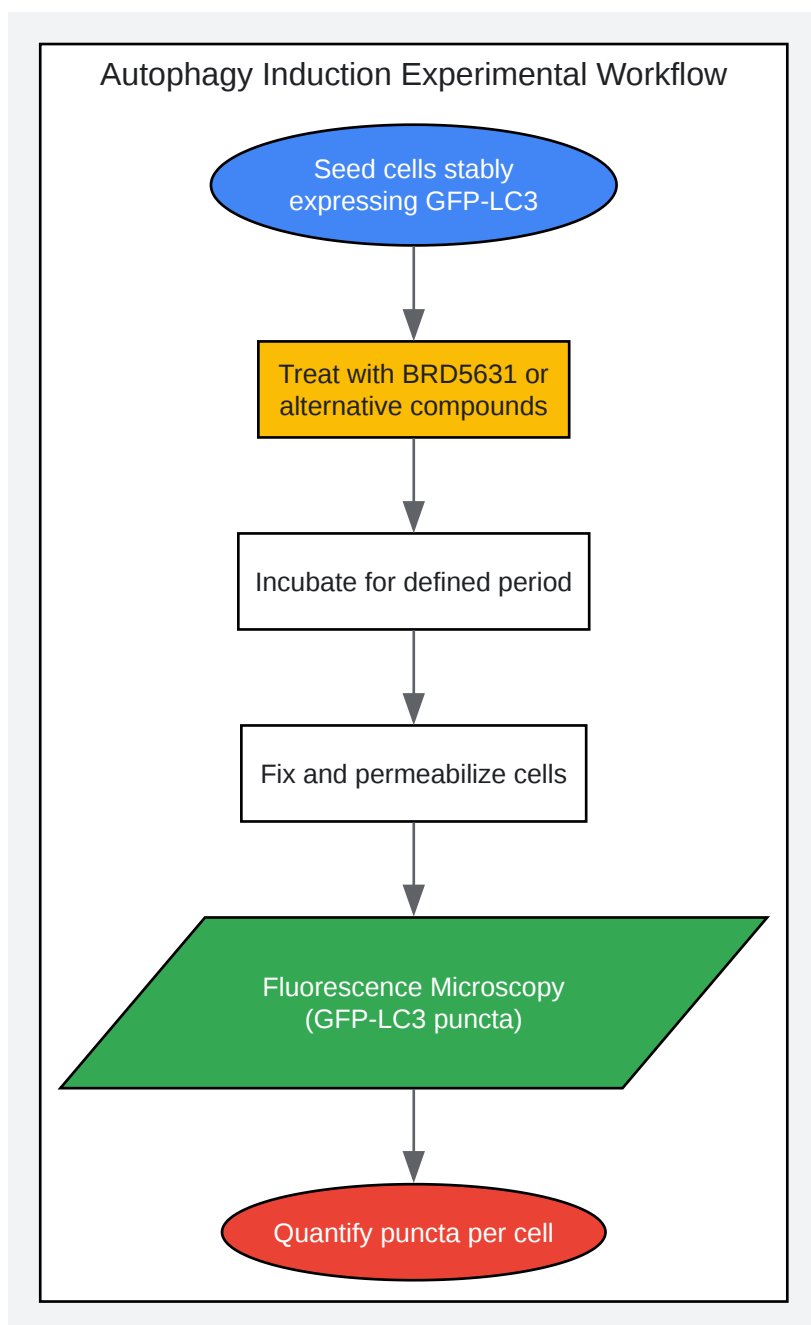 Autophagy Induction Experimental Workflow
Seed cells stably
expressing GFP-LC3
Treat with BRD5631 or
alternative compounds
Incubate for defined period
Fix and permeabilize cells
Fluorescence Microscopy
(GFP-LC3 puncta)
Quantify puncta per cell